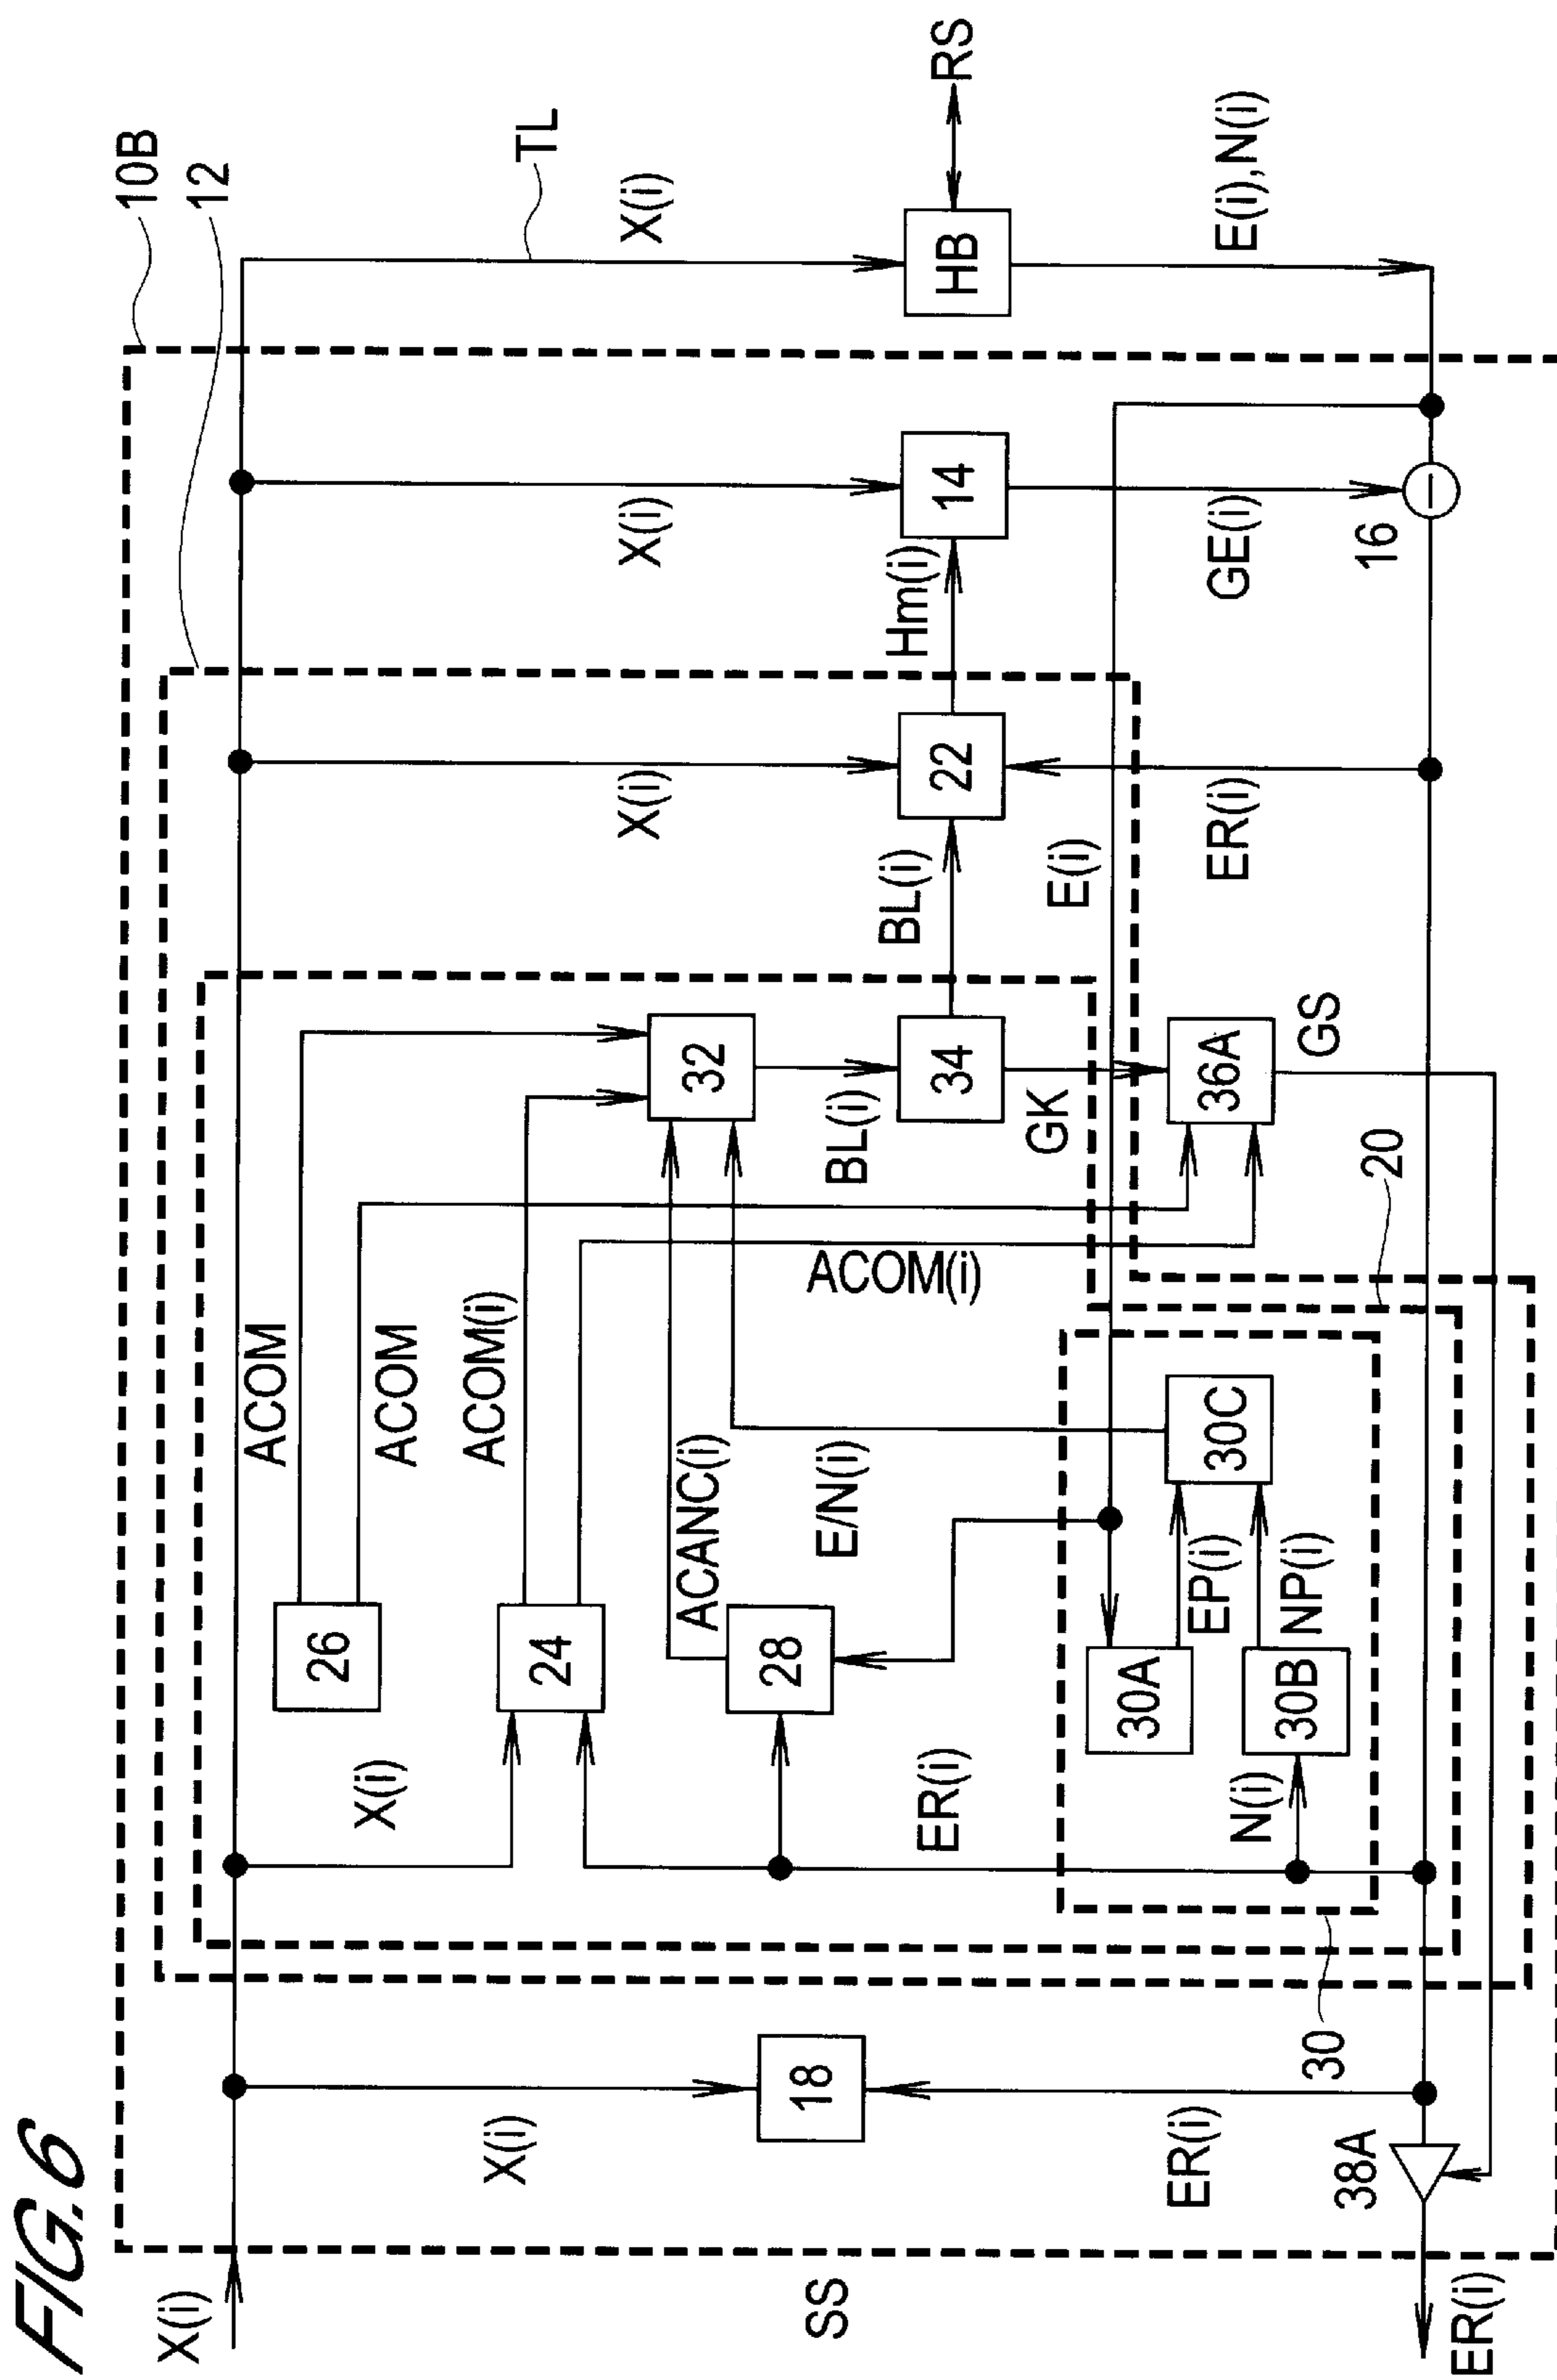 FIG.6
10B
12
TL
X(i)
X(i)
X(i)
X(i)
X(i)
X(i)
RS
HB
E(i),N(i)
14
Hm(i)
GE(i)
16
22
BL(i)
E(i)
ER(i)
ACOM
ACOM
ACOM(i)
ACOM(i)
32
BL(i)
34
GK
36A
GS
20
26
24
ACANC(i)
E/N(i)
28
30C
EP(i)
NP(i)
30A
30B
N(i)
ER(i)
30
18
ER(i)
38A
SS
ER(i)